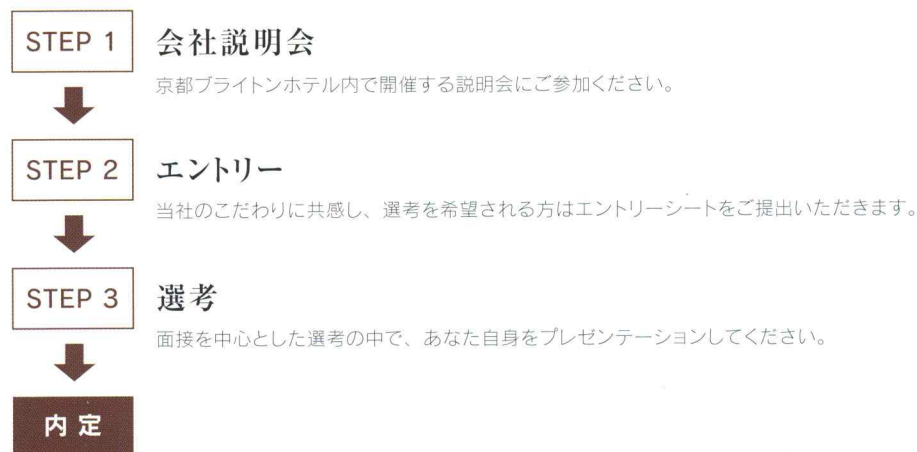 STEP 1
会社説明会
京都ブライトンホテル内で開催する説明会にご参加ください。
STEP 2
エントリー
当社のこだわりに共感し、選考を希望される方はエントリーシートをご提出いただきます。
STEP 3
選考
面接を中心とした選考の中で、あなた自身をプレゼンテーションしてください。
内定